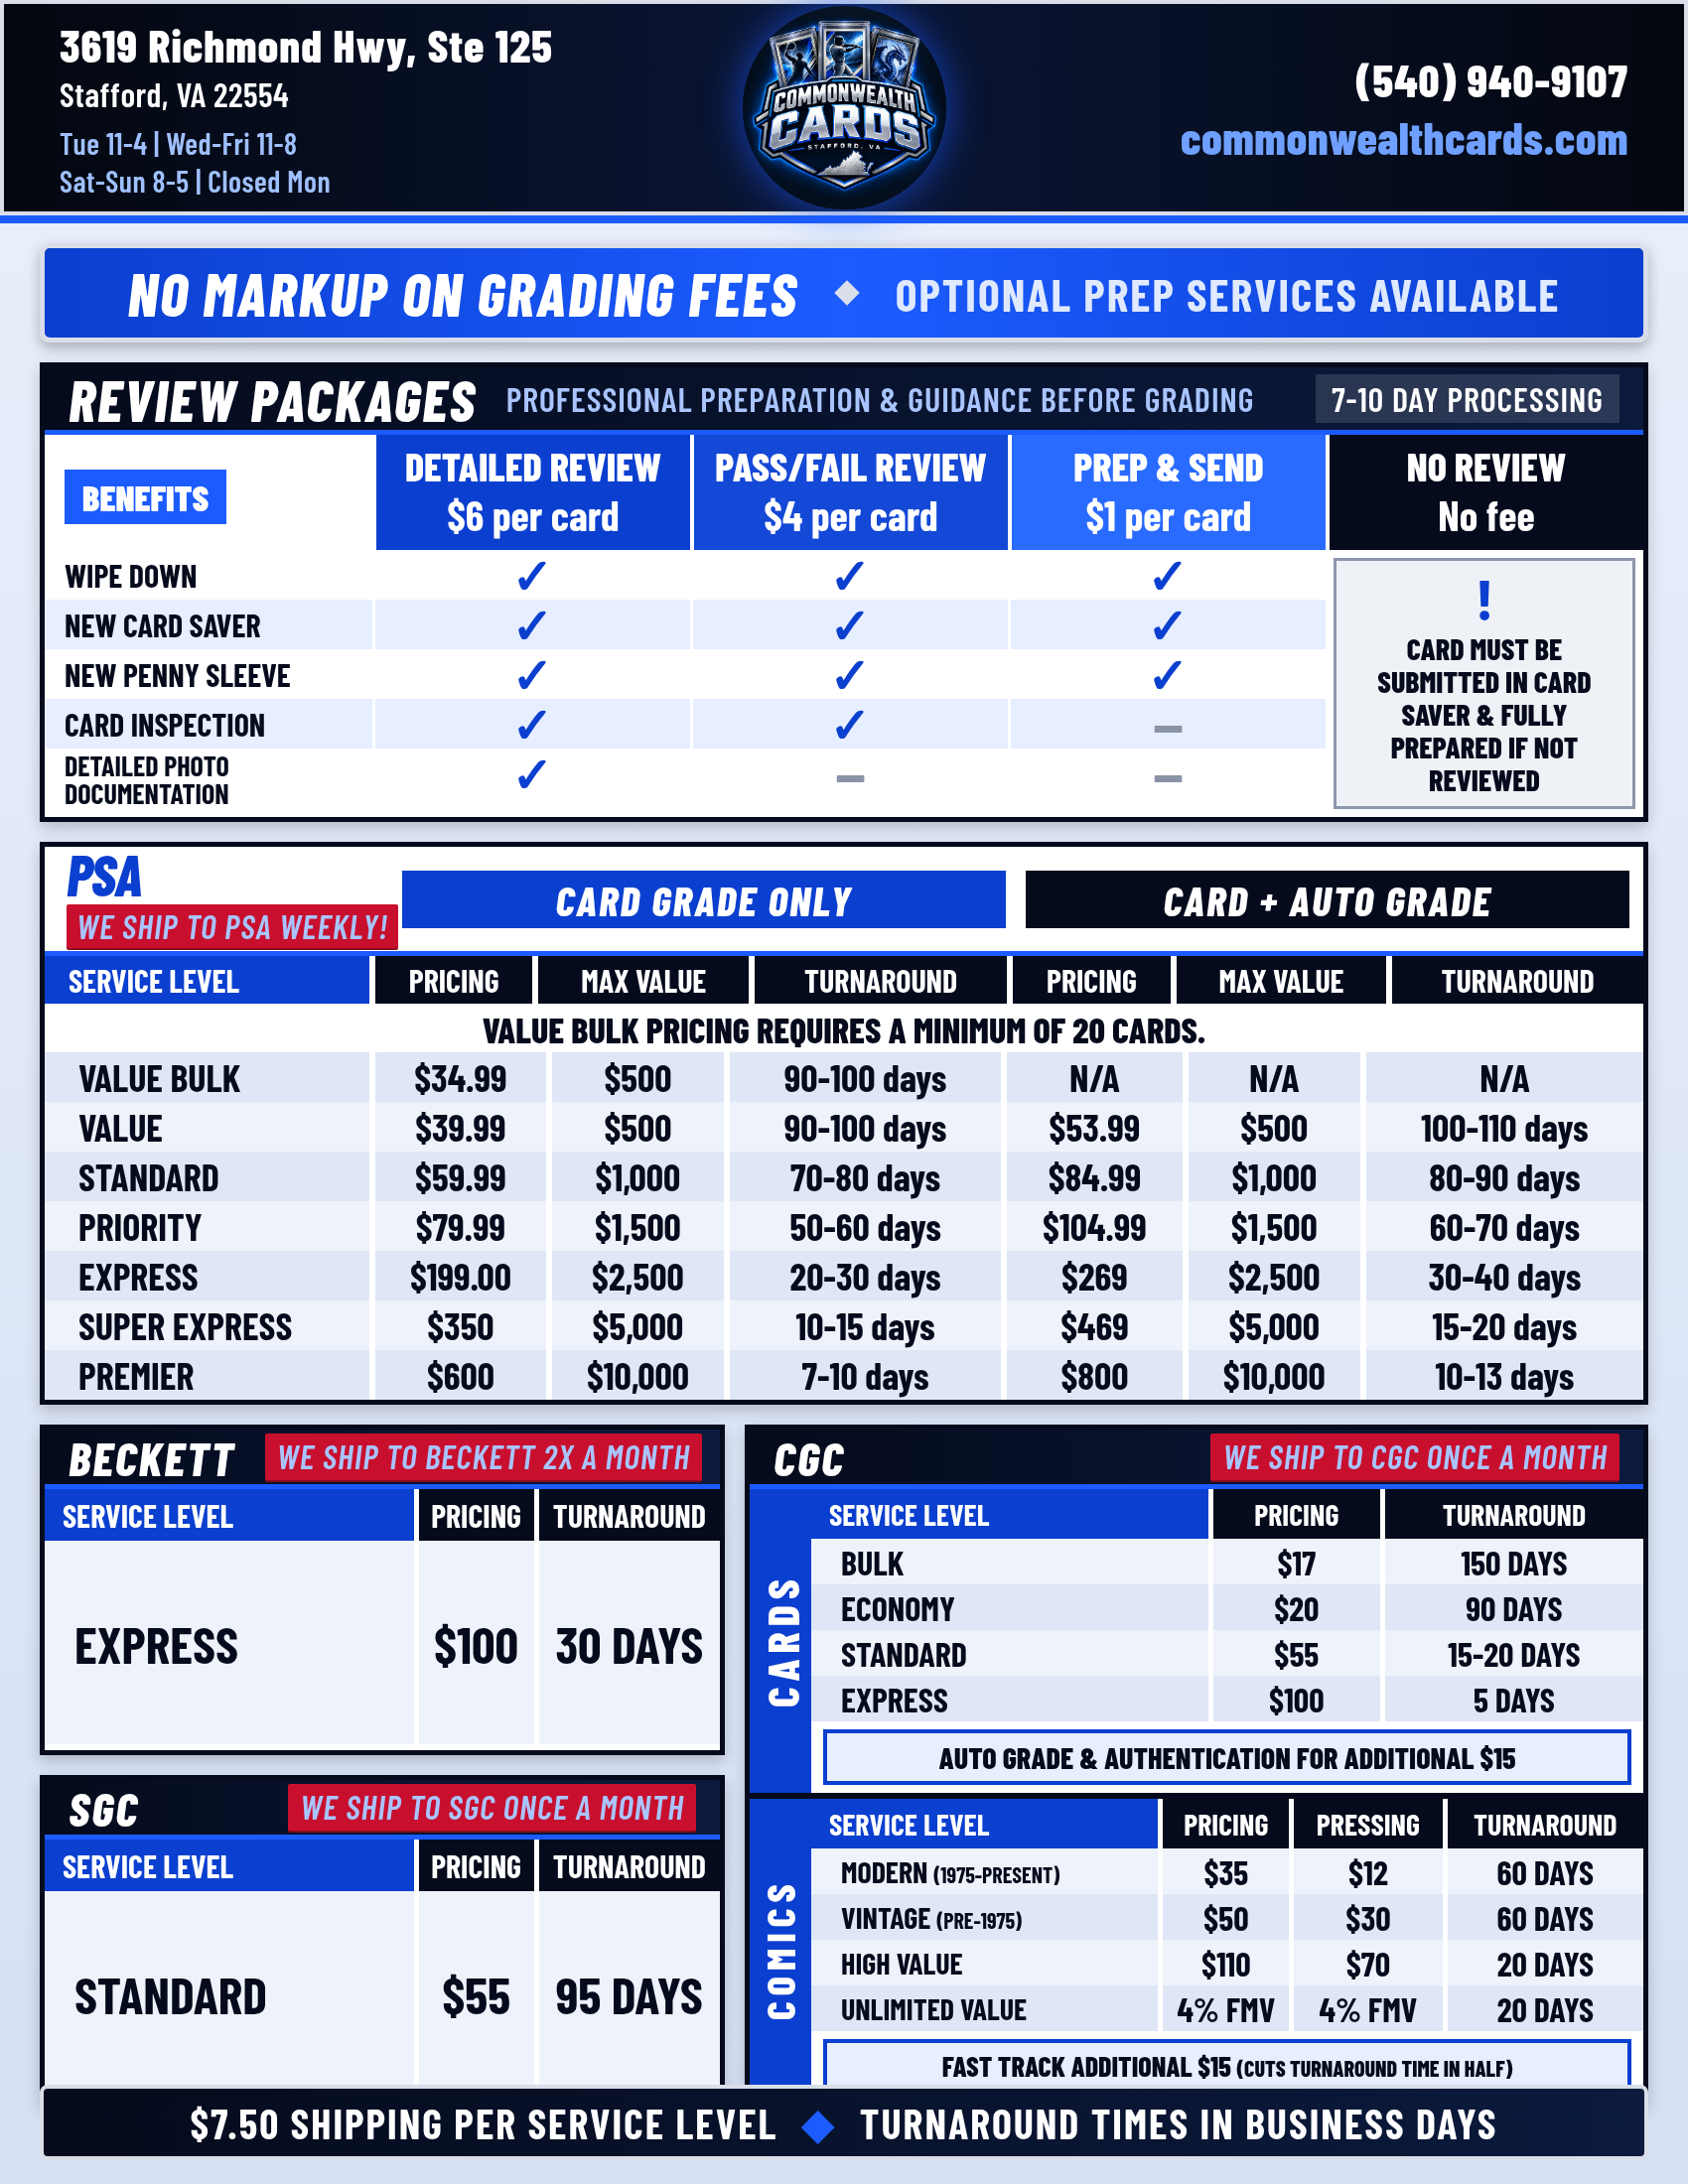 3619 Richmond Hwy, Ste 125
Stafford, VA 22554
Tue 11-4 | Wed-Fri 11-8
Sat-Sun 8-5 | Closed Mon
COMMONWEALTH
CARDS
STAFFORD, VA
(540) 940-9107
commonwealthcards.com
NO MARKUP ON GRADING FEES ◆ OPTIONAL PREP SERVICES AVAILABLE
REVIEW PACKAGES PROFESSIONAL PREPARATION & GUIDANCE BEFORE GRADING 7-10 DAY PROCESSING
BENEFITS
DETAILED REVIEW
$6 per card
PASS/FAIL REVIEW
$4 per card
PREP & SEND
$1 per card
NO REVIEW
No fee
WIPE DOWN ✓ ✓ ✓
NEW CARD SAVER ✓ ✓ ✓
NEW PENNY SLEEVE ✓ ✓ ✓
CARD INSPECTION ✓ ✓ –
DETAILED PHOTO
DOCUMENTATION ✓ – –
!
CARD MUST BE
SUBMITTED IN CARD
SAVER & FULLY
PREPARED IF NOT
REVIEWED
PSA
WE SHIP TO PSA WEEKLY!
CARD GRADE ONLY
CARD + AUTO GRADE
SERVICE LEVEL PRICING MAX VALUE TURNAROUND PRICING MAX VALUE TURNAROUND
VALUE BULK PRICING REQUIRES A MINIMUM OF 20 CARDS.
VALUE BULK $34.99 $500 90-100 days N/A N/A N/A
VALUE $39.99 $500 90-100 days $53.99 $500 100-110 days
STANDARD $59.99 $1,000 70-80 days $84.99 $1,000 80-90 days
PRIORITY $79.99 $1,500 50-60 days $104.99 $1,500 60-70 days
EXPRESS $199.00 $2,500 20-30 days $269 $2,500 30-40 days
SUPER EXPRESS $350 $5,000 10-15 days $469 $5,000 15-20 days
PREMIER $600 $10,000 7-10 days $800 $10,000 10-13 days
BECKETT WE SHIP TO BECKETT 2X A MONTH
SERVICE LEVEL PRICING TURNAROUND
EXPRESS $100 30 DAYS
SGC WE SHIP TO SGC ONCE A MONTH
SERVICE LEVEL PRICING TURNAROUND
STANDARD $55 95 DAYS
CGC WE SHIP TO CGC ONCE A MONTH
CARDS
SERVICE LEVEL PRICING TURNAROUND
BULK $17 150 DAYS
ECONOMY $20 90 DAYS
STANDARD $55 15-20 DAYS
EXPRESS $100 5 DAYS
AUTO GRADE & AUTHENTICATION FOR ADDITIONAL $15
COMICS
SERVICE LEVEL PRICING PRESSING TURNAROUND
MODERN (1975-PRESENT) $35 $12 60 DAYS
VINTAGE (PRE-1975) $50 $30 60 DAYS
HIGH VALUE $110 $70 20 DAYS
UNLIMITED VALUE 4% FMV 4% FMV 20 DAYS
FAST TRACK ADDITIONAL $15 (CUTS TURNAROUND TIME IN HALF)
$7.50 SHIPPING PER SERVICE LEVEL ◆ TURNAROUND TIMES IN BUSINESS DAYS